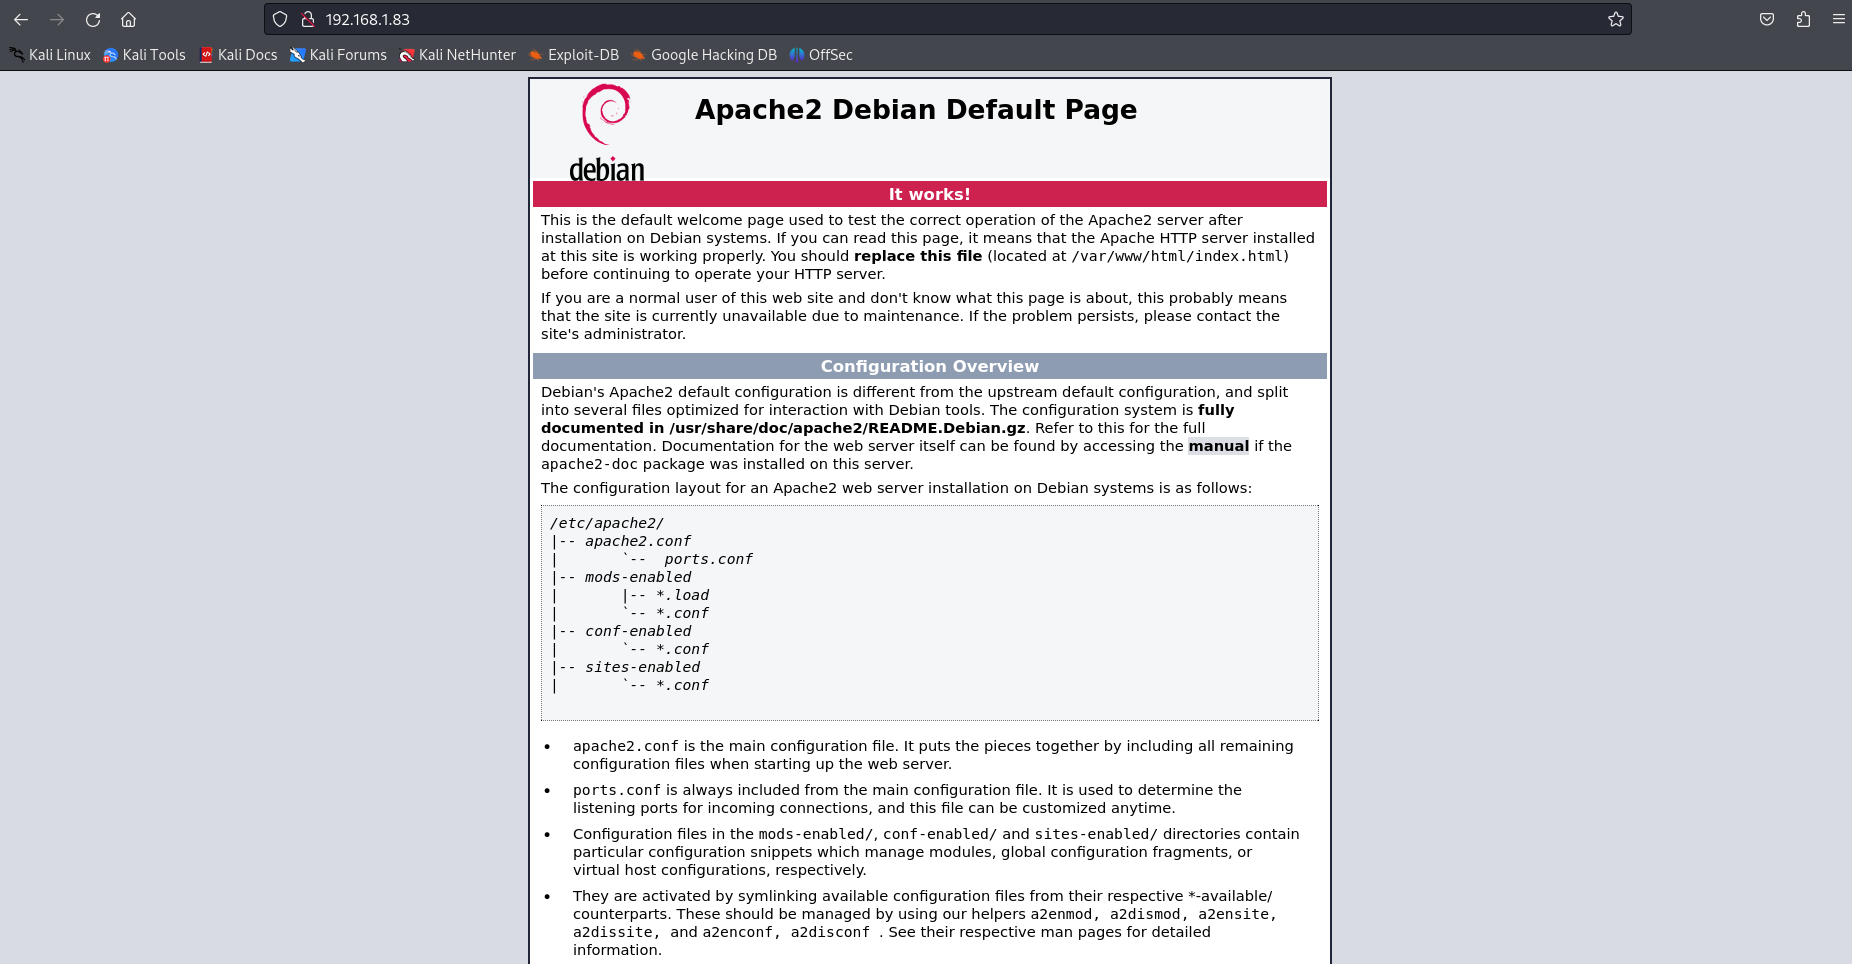 192.168.1.83
Kali Linux Kali Tools Kali Docs Kali Forums Kali NetHunter Exploit-DB Google Hacking DB OffSec
debian
Apache2 Debian Default Page
It works!
This is the default welcome page used to test the correct operation of the Apache2 server after
installation on Debian systems. If you can read this page, it means that the Apache HTTP server installed
at this site is working properly. You should replace this file (located at /var/www/html/index.html)
before continuing to operate your HTTP server.
If you are a normal user of this web site and don't know what this page is about, this probably means
that the site is currently unavailable due to maintenance. If the problem persists, please contact the
site's administrator.
Configuration Overview
Debian's Apache2 default configuration is different from the upstream default configuration, and split
into several files optimized for interaction with Debian tools. The configuration system is fully
documented in /usr/share/doc/apache2/README.Debian.gz. Refer to this for the full
documentation. Documentation for the web server itself can be found by accessing the manual if the
apache2-doc package was installed on this server.
The configuration layout for an Apache2 web server installation on Debian systems is as follows:
/etc/apache2/
|-- apache2.conf
|       `--  ports.conf
|-- mods-enabled
|       |-- *.load
|       `-- *.conf
|-- conf-enabled
|       `-- *.conf
|-- sites-enabled
|       `-- *.conf
• apache2.conf is the main configuration file. It puts the pieces together by including all remaining
configuration files when starting up the web server.
• ports.conf is always included from the main configuration file. It is used to determine the
listening ports for incoming connections, and this file can be customized anytime.
• Configuration files in the mods-enabled/, conf-enabled/ and sites-enabled/ directories contain
particular configuration snippets which manage modules, global configuration fragments, or
virtual host configurations, respectively.
• They are activated by symlinking available configuration files from their respective *-available/
counterparts. These should be managed by using our helpers a2enmod, a2dismod, a2ensite,
a2dissite, and a2enconf, a2disconf . See their respective man pages for detailed
information.